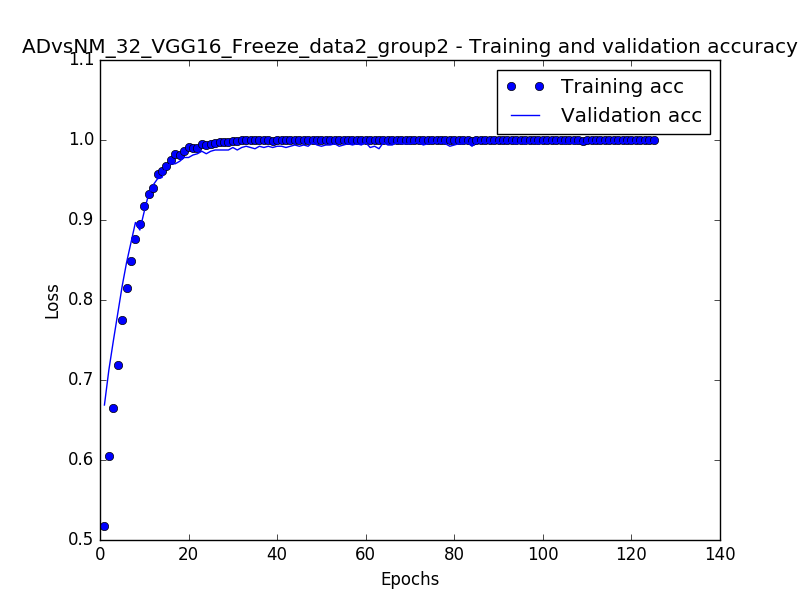 ADvsNM_32_VGG16_Freeze_data2_group2 - Training and validation accuracy
1.1
Training acc
Validation acc
1.0
0.9
0.8
Loss
0.7
0.6
0.5
0 20 40 60 80 100 120 140
Epochs